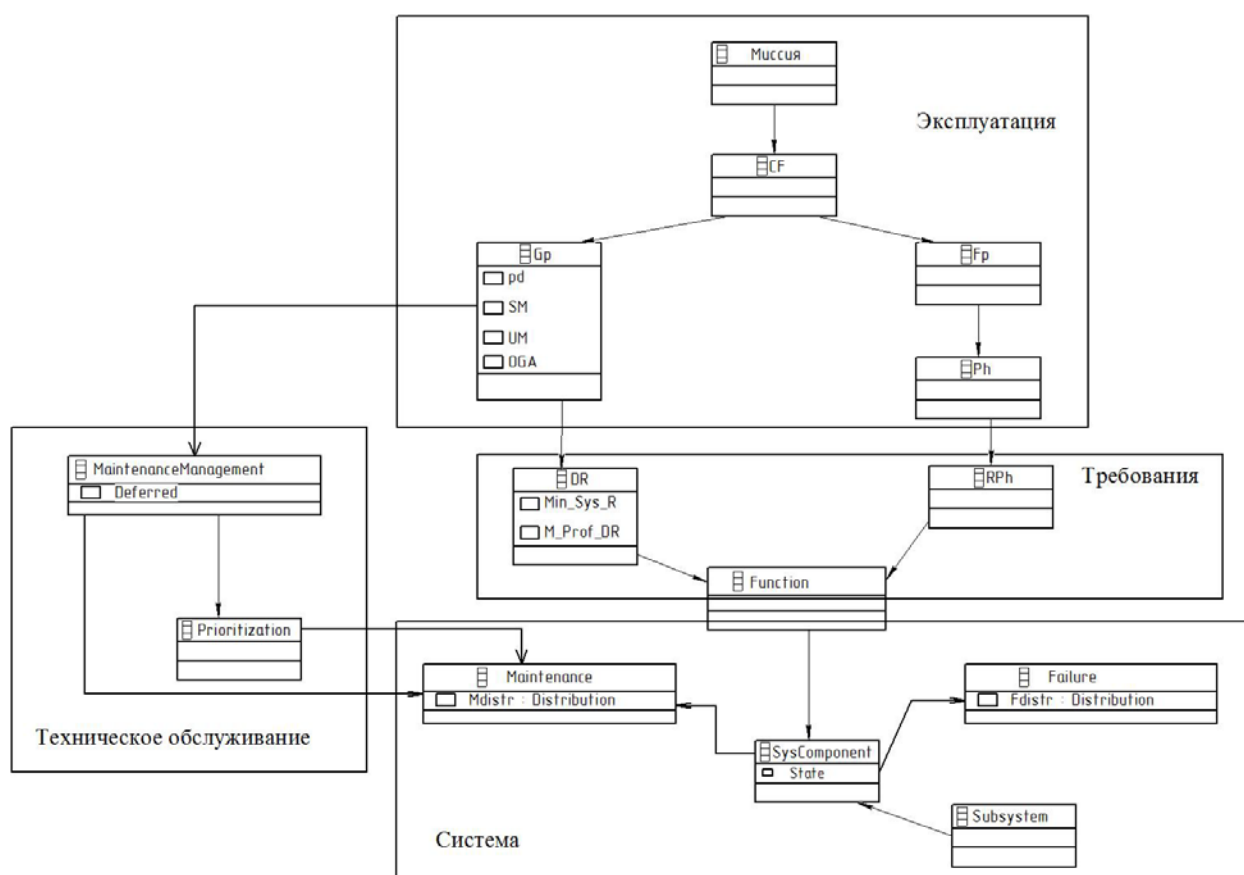 Миссия
Эксплуатация
CF
Gp
pd
SM
UM
OGA
Fp
Ph
MaintenanceManagement
Deferred
DR
Min_Sys_R
M_Prof_DR
RPh
Требования
Function
Prioritization
Техническое обслуживание
Maintenance
Mdistr : Distribution
Failure
Fdistr : Distribution
SysComponent
State
Subsystem
Система